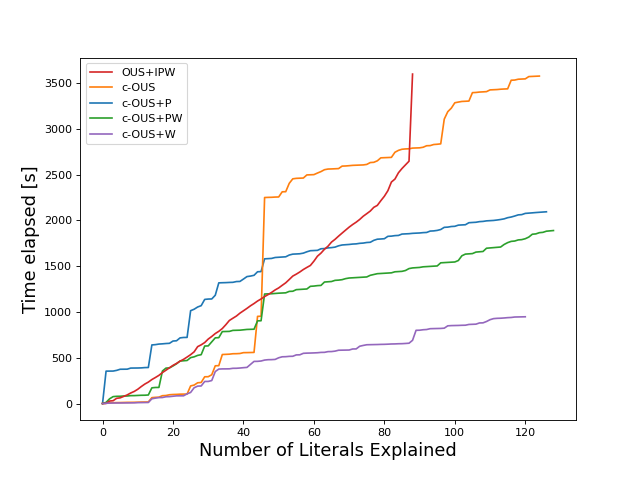 OUS+IPW
c-OUS
c-OUS+P
c-OUS+PW
c-OUS+W
Time elapsed [s]
3500
3000
2500
2000
1500
1000
500
0
0 20 40 60 80 100 120
Number of Literals Explained